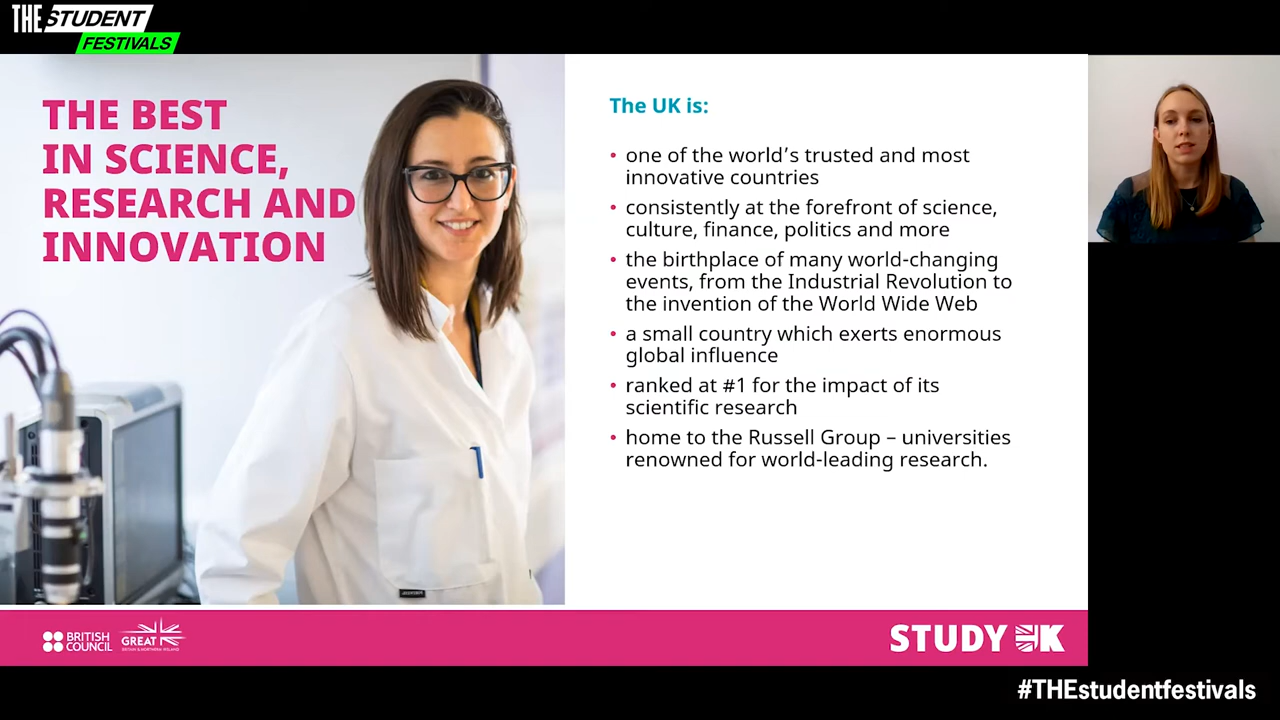 THE STUDENT
FESTIVALS
THE BEST
IN SCIENCE,
RESEARCH AND
INNOVATION
The UK is:
• one of the world’s trusted and most
innovative countries
• consistently at the forefront of science,
culture, finance, politics and more
• the birthplace of many world-changing
events, from the Industrial Revolution to
the invention of the World Wide Web
• a small country which exerts enormous
global influence
• ranked at #1 for the impact of its
scientific research
• home to the Russell Group – universities
renowned for world-leading research.
BRITISH
COUNCIL
GREAT
BRITAIN & NORTHERN IRELAND
STUDY UK
#THEstudentfestivals